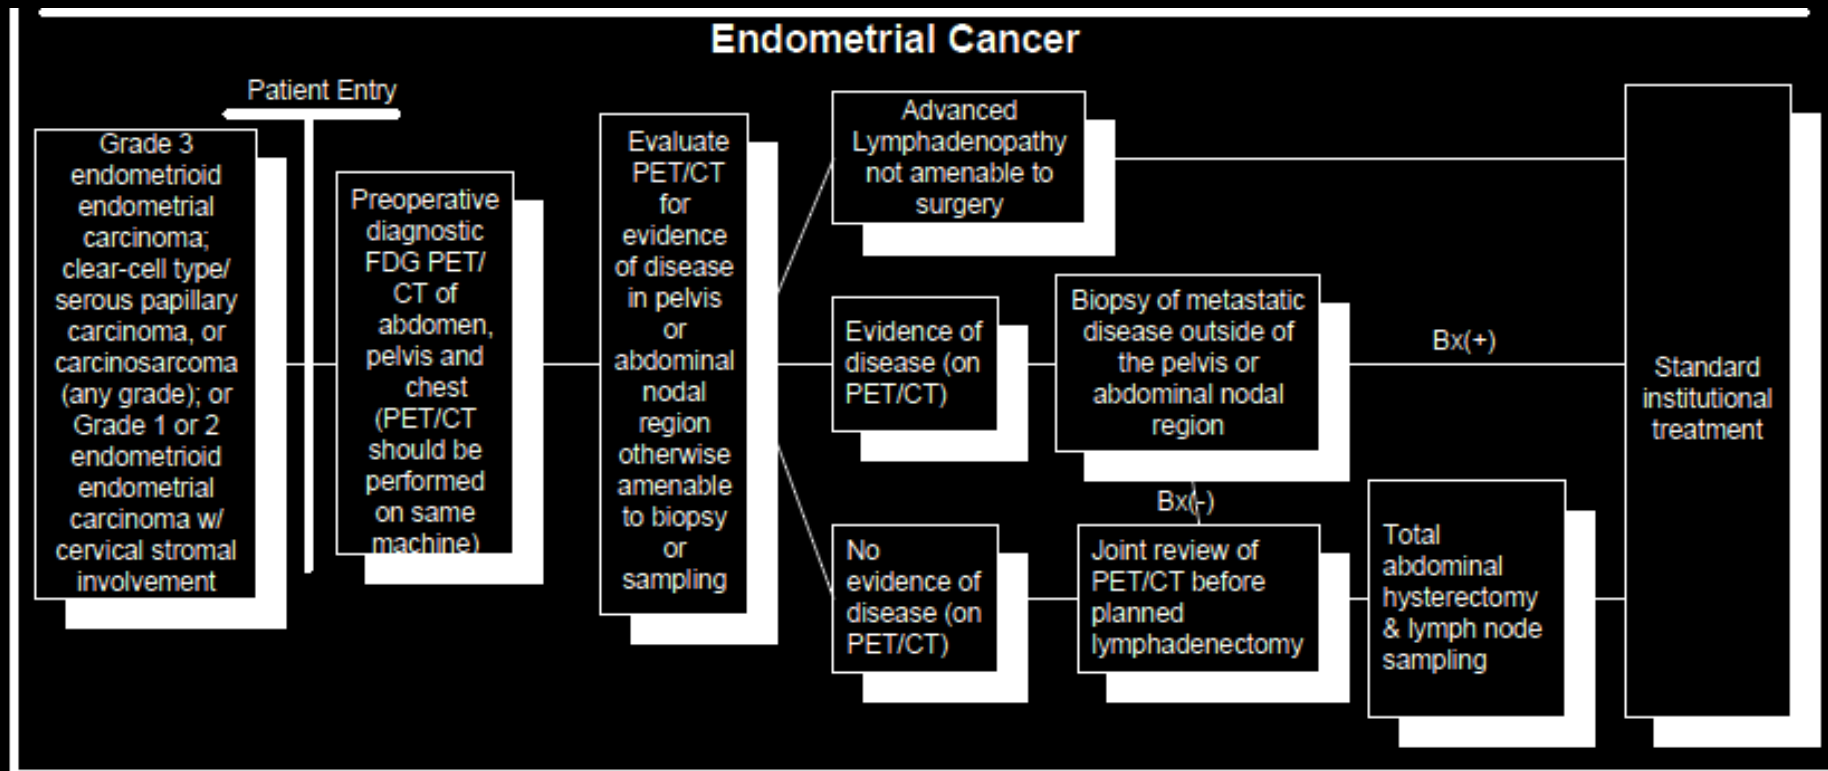 Endometrial Cancer
Patient Entry
Grade 3
endometrioid
endometrial
carcinoma;
clear-cell type/
serous papillary
carcinoma, or
carcinosarcoma
(any grade); or
Grade 1 or 2
endometrioid
endometrial
carcinoma w/
cervical stromal
involvement
Preoperative
diagnostic
FDG PET/
CT of
abdomen,
pelvis and
chest
(PET/CT
should be
performed
on same
machine)
Evaluate
PET/CT
for
evidence
of disease
in pelvis
or
abdominal
nodal
region
otherwise
amenable
to biopsy
or
sampling
Advanced
Lymphadenopathy
not amenable to
surgery
Evidence of
disease (on
PET/CT)
Biopsy of metastatic
disease outside of
the pelvis or
abdominal nodal
region
Bx(+)
Bx(-)
No
evidence of
disease (on
PET/CT)
Joint review of
PET/CT before
planned
lymphadenectomy
Total
abdominal
hysterectomy
& lymph node
sampling
Standard
institutional
treatment